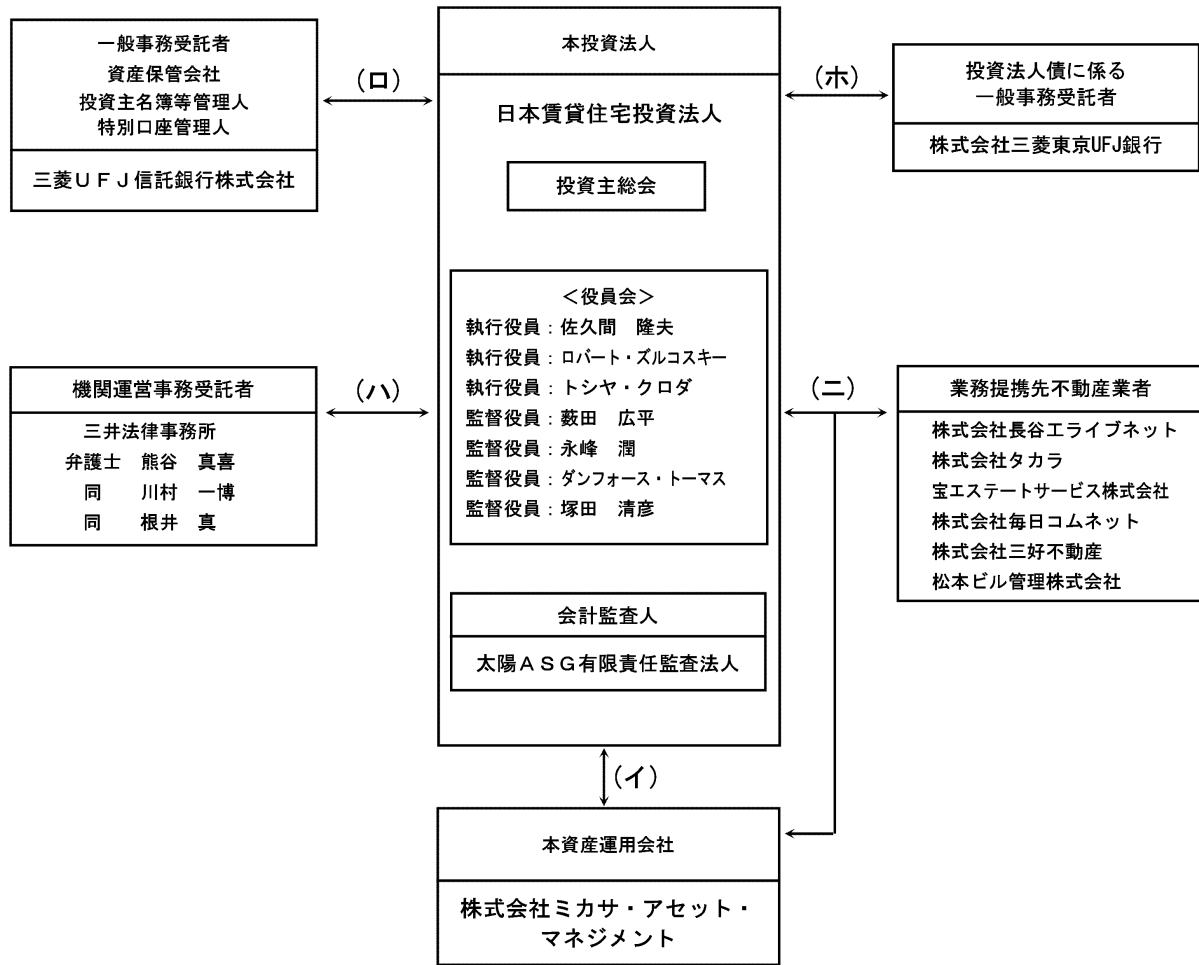 一般事務受託者
資産保管会社
投資主名簿等管理人
特別口座管理人
三菱ＵＦＪ信託銀行株式会社
（ロ）
本投資法人
日本賃貸住宅投資法人
投資主総会
（ホ）
投資法人債に係る
一般事務受託者
株式会社三菱東京UFJ銀行
＜役員会＞
執行役員：佐久間　隆夫
執行役員：ロバート・ズルコスキー
執行役員：トシヤ・クロダ
監督役員：藪田　広平
監督役員：永峰　潤
監督役員：ダンフォース・トーマス
監督役員：塚田　清彦
機関運営事務受託者
三井法律事務所
弁護士　熊谷　真喜
同　　川村　一博
同　　根井　真
（ハ）
（ニ）
業務提携先不動産業者
株式会社長谷工ライブネット
株式会社タカラ
宝エステートサービス株式会社
株式会社毎日コムネット
株式会社三好不動産
松本ビル管理株式会社
会計監査人
太陽ＡＳＧ有限責任監査法人
（イ）
本資産運用会社
株式会社ミカサ・アセット・
マネジメント